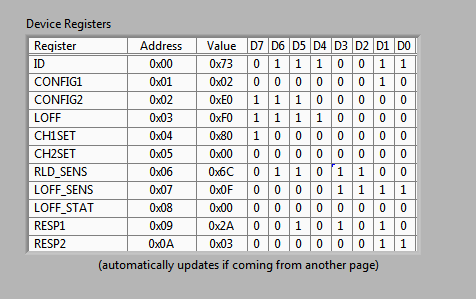 Device Registers
Register Address Value D7 D6 D5 D4 D3 D2 D1 D0
ID 0x00 0x73 0 1 1 1 0 0 1 1
CONFIG1 0x01 0x02 0 0 0 0 0 0 1 0
CONFIG2 0x02 0xE0 1 1 1 0 0 0 0 0
LOFF 0x03 0xF0 1 1 1 1 0 0 0 0
CH1SET 0x04 0x80 1 0 0 0 0 0 0 0
CH2SET 0x05 0x00 0 0 0 0 0 0 0 0
RLD_SENS 0x06 0x6C 0 1 1 0 1 1 0 0
LOFF_SENS 0x07 0x0F 0 0 0 0 1 1 1 1
LOFF_STAT 0x08 0x00 0 0 0 0 0 0 0 0
RESP1 0x09 0x2A 0 0 1 0 1 0 1 0
RESP2 0x0A 0x03 0 0 0 0 0 0 1 1
(automatically updates if coming from another page)